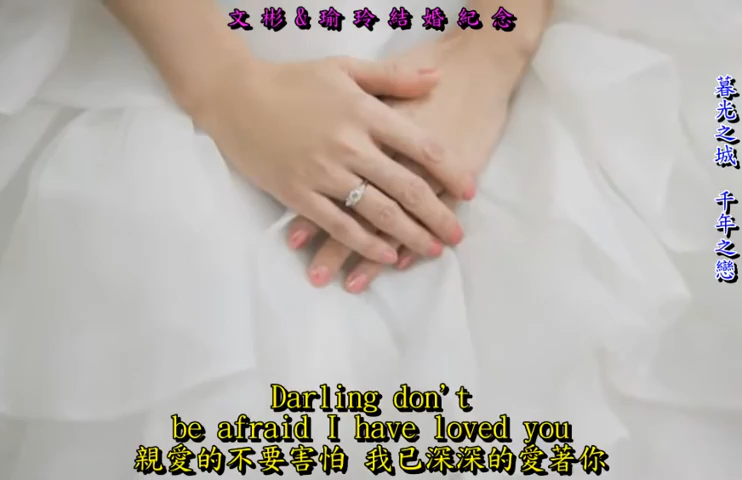 文彬&瑜玲結婚紀念
暮光之城 千年之戀
Darling don't
be afraid I have loved you
親愛的不要害怕 我已深深的愛著你